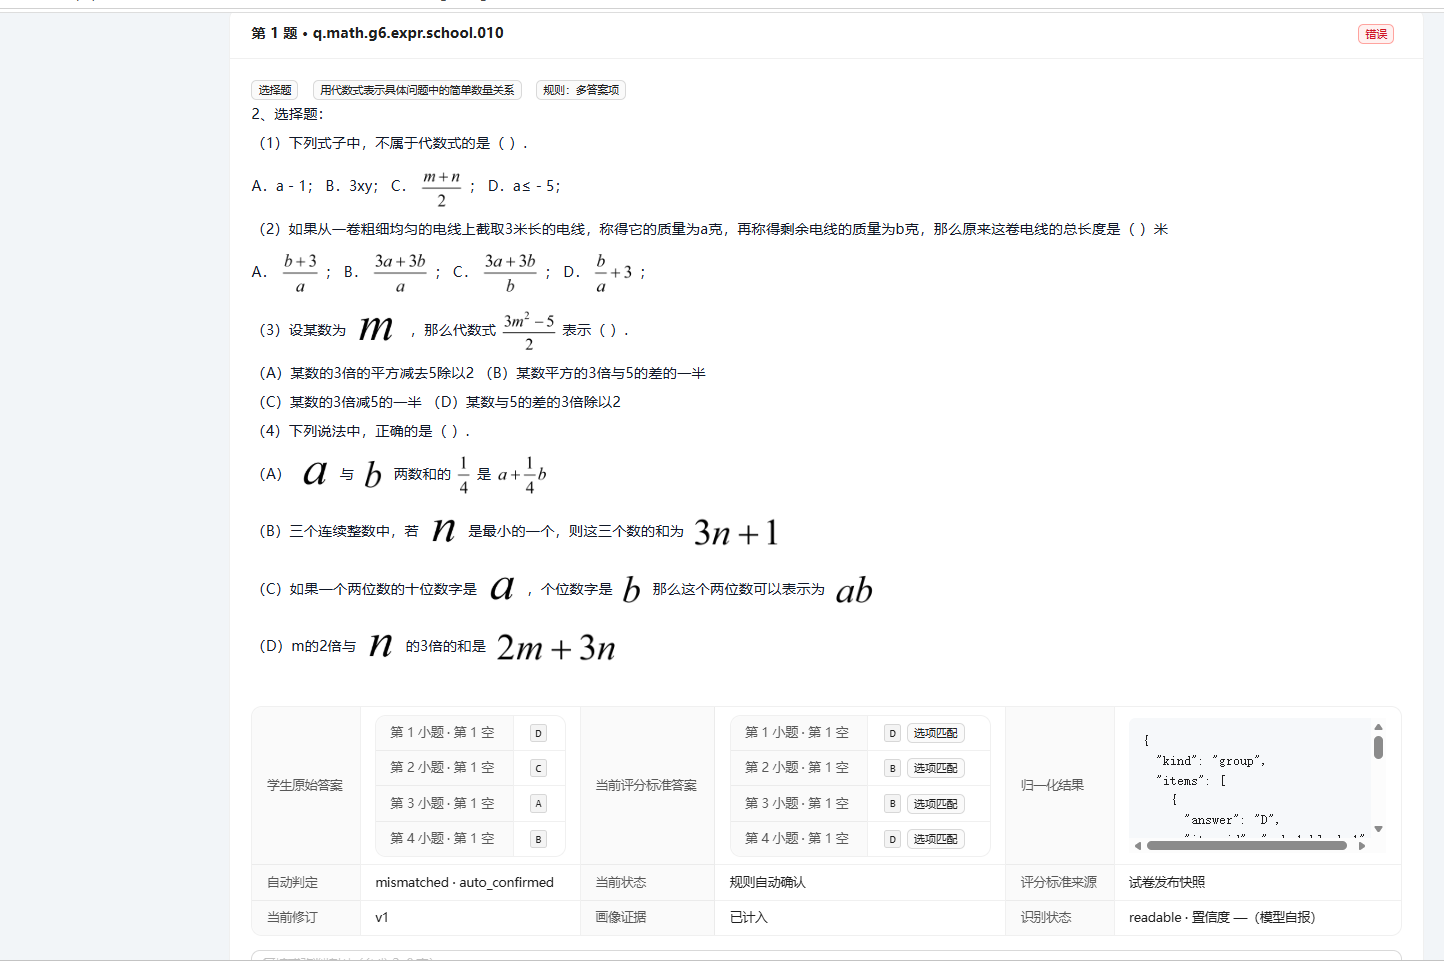 第 1 题 • q.math.g6.expr.school.010
错误
选择题 用代数式表示具体问题中的简单数量关系 规则：多答案项
2、选择题：
（1）下列式子中，不属于代数式的是（ ）.
A．a - 1； B．3xy； C． (m+n)/2 ； D．a≤ - 5；
（2）如果从一卷粗细均匀的电线上截取3米长的电线，称得它的质量为a克，再称得剩余电线的质量为b克，那么原来这卷电线的总长度是（ ）米
A． (b+3)/a ； B． (3a+3b)/a ； C． (3a+3b)/b ； D． b/a+3 ；
（3）设某数为 m ，那么代数式 (3m²−5)/2 表示（ ）.
（A）某数的3倍的平方减去5除以2 （B）某数平方的3倍与5的差的一半
（C）某数的3倍减5的一半 （D）某数与5的差的3倍除以2
（4）下列说法中，正确的是（ ）.
（A） a 与 b 两数和的 1/4 是 a+1/4b
（B）三个连续整数中，若 n 是最小的一个，则这三个数的和为 3n+1
（C）如果一个两位数的十位数字是 a ，个位数字是 b 那么这个两位数可以表示为 ab
（D）m的2倍与 n 的3倍的和是 2m+3n
学生原始答案
第 1 小题 · 第 1 空 D
第 2 小题 · 第 1 空 C
第 3 小题 · 第 1 空 A
第 4 小题 · 第 1 空 B
当前评分标准答案
第 1 小题 · 第 1 空 D 选项匹配
第 2 小题 · 第 1 空 B 选项匹配
第 3 小题 · 第 1 空 B 选项匹配
第 4 小题 · 第 1 空 D 选项匹配
归一化结果
{
"kind": "group",
"items": [
{
"answer": "D",
自动判定 mismatched · auto_confirmed 当前状态 规则自动确认 评分标准来源 试卷发布快照
当前修订 v1 画像证据 已计入 识别状态 readable · 置信度 —（模型自报）